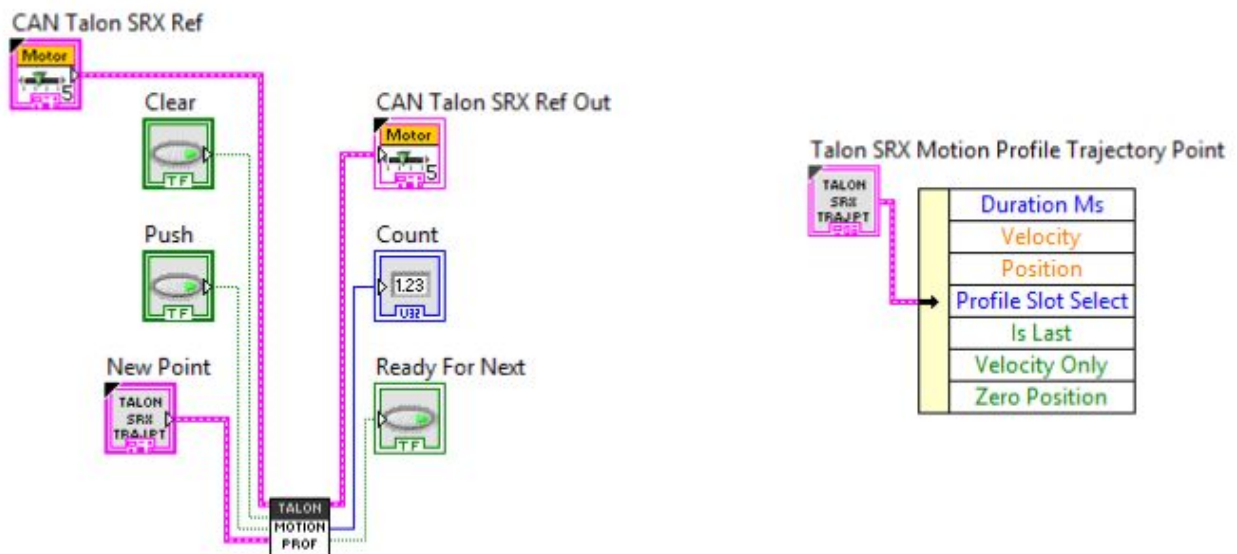 CAN Talon SRX Ref
Motor
5
Clear
TF
Push
TF
New Point
TALON
SRX
TRAJPT
CAN Talon SRX Ref Out
Motor
5
Count
1.23
U32
Ready For Next
TF
TALON
MOTION
PROF
Talon SRX Motion Profile Trajectory Point
TALON
SRX
TRAJPT
Duration Ms
Velocity
Position
Profile Slot Select
Is Last
Velocity Only
Zero Position